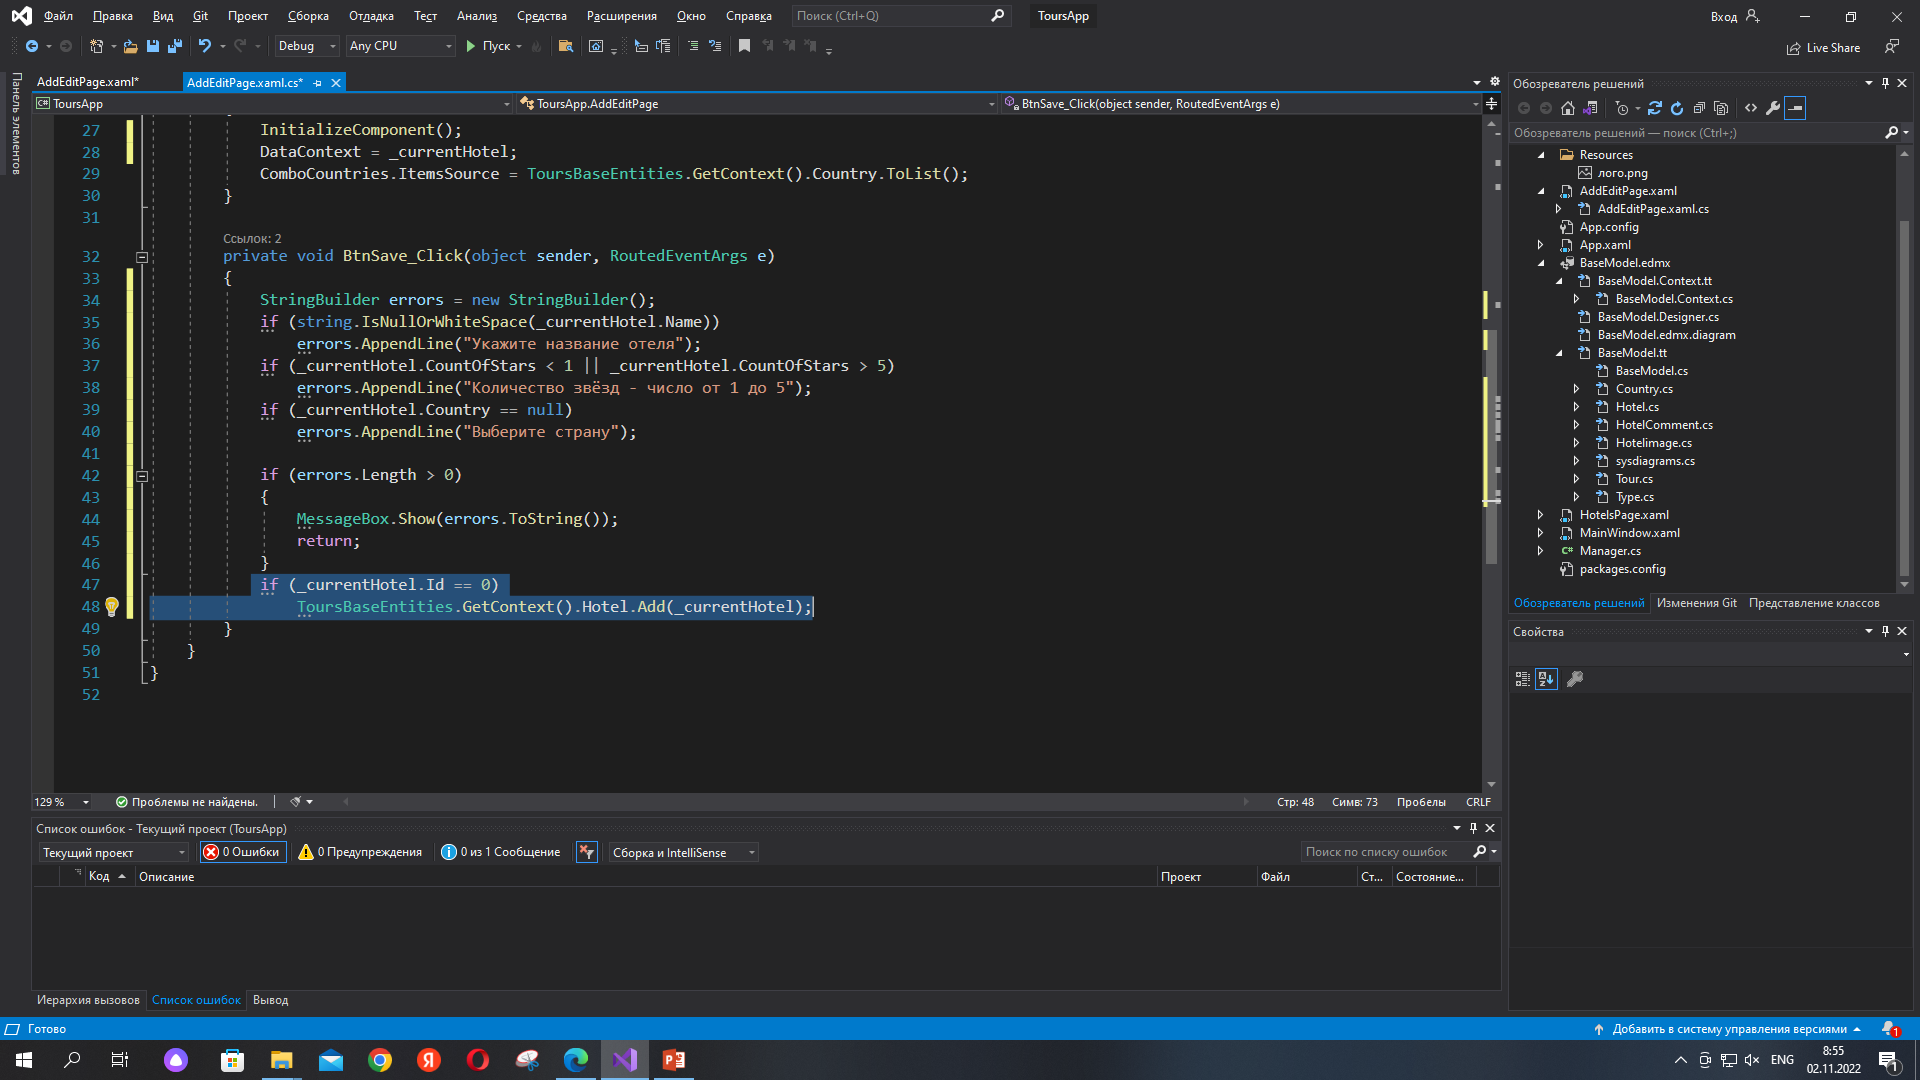 Файл Правка Вид Git Проект Сборка Отладка Тест Анализ Средства Расширения Окно Справка Поиск (Ctrl+Q) ToursApp Вход
Debug Any CPU Пуск Live Share
Панель элементов
AddEditPage.xaml* AddEditPage.xaml.cs*
ToursApp ToursApp.AddEditPage BtnSave_Click(object sender, RoutedEventArgs e)
27 InitializeComponent();
28 DataContext = _currentHotel;
29 ComboCountries.ItemsSource = ToursBaseEntities.GetContext().Country.ToList();
30 }
31
Ссылок: 2
32 private void BtnSave_Click(object sender, RoutedEventArgs e)
33 {
34 StringBuilder errors = new StringBuilder();
35 if (string.IsNullOrWhiteSpace(_currentHotel.Name))
36 errors.AppendLine("Укажите название отеля");
37 if (_currentHotel.CountOfStars < 1 || _currentHotel.CountOfStars > 5)
38 errors.AppendLine("Количество звёзд - число от 1 до 5");
39 if (_currentHotel.Country == null)
40 errors.AppendLine("Выберите страну");
41
42 if (errors.Length > 0)
43 {
44 MessageBox.Show(errors.ToString());
45 return;
46 }
47 if (_currentHotel.Id == 0)
48 ToursBaseEntities.GetContext().Hotel.Add(_currentHotel);
49 }
50 }
51 }
52
129 % Проблемы не найдены. Стр: 48 Симв: 73 Пробелы CRLF
Список ошибок - Текущий проект (ToursApp)
Текущий проект 0 Ошибки 0 Предупреждения 0 из 1 Сообщение Сборка и IntelliSense Поиск по списку ошибок
Код Описание Проект Файл Ст... Состояние...
Иерархия вызовов Список ошибок Вывод
Обозреватель решений
Обозреватель решений — поиск (Ctrl+;)
Resources
лого.png
AddEditPage.xaml
AddEditPage.xaml.cs
App.config
App.xaml
BaseModel.edmx
BaseModel.Context.tt
BaseModel.Context.cs
BaseModel.Designer.cs
BaseModel.edmx.diagram
BaseModel.tt
BaseModel.cs
Country.cs
Hotel.cs
HotelComment.cs
Hotelimage.cs
sysdiagrams.cs
Tour.cs
Type.cs
HotelsPage.xaml
MainWindow.xaml
C# Manager.cs
packages.config
Обозреватель решений Изменения Git Представление классов
Свойства
Готово Добавить в систему управления версиями 1
ENG 8:55
02.11.2022 1